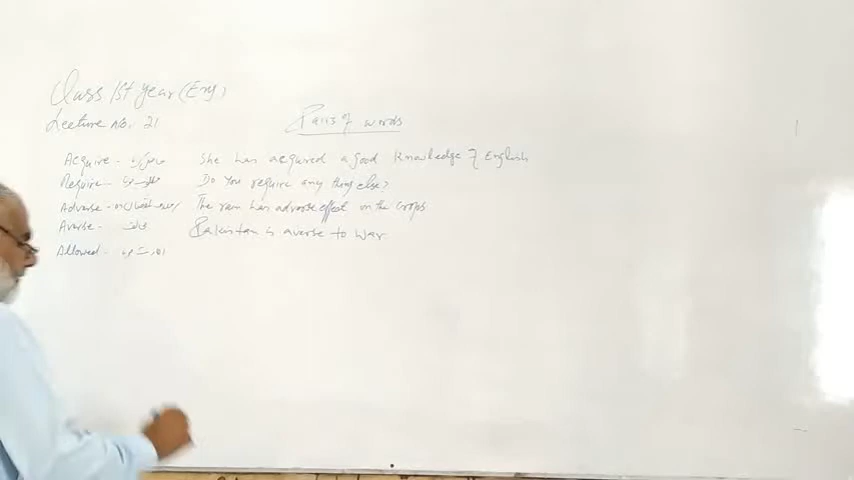 Class 1st year (Eng)
Lecture No. 21
Pairs of words
Acquire - She has acquired a good knowledge of English
Require - Do You require any thing else?
Adverse - The rain has adverse effect on the crops
Averse - Pakistan is averse to war
Allowed -